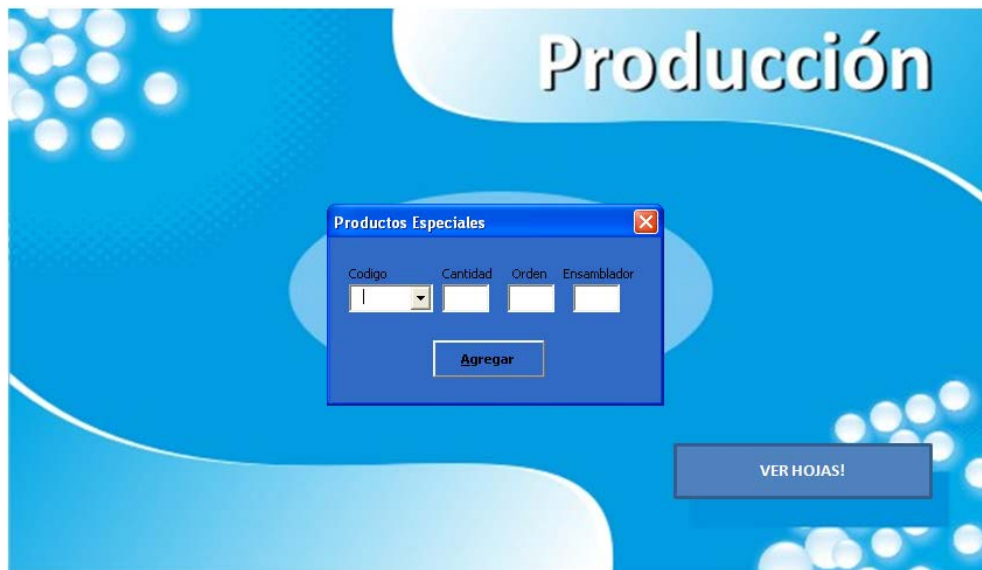 Producción
Productos Especiales
Codigo Cantidad Orden Ensamblador
Agregar
VER HOJAS!